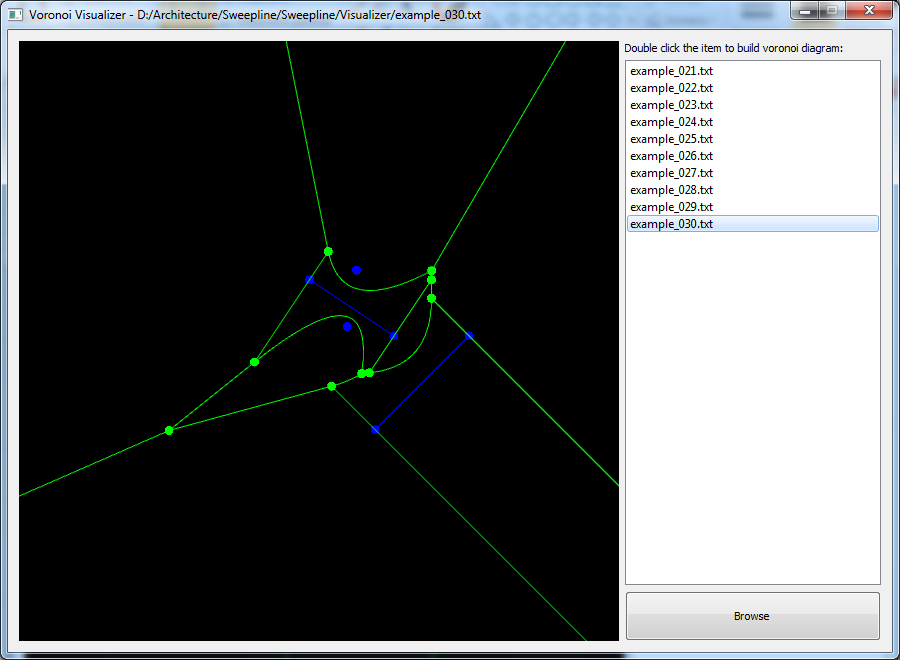 Voronoi Visualizer - D:/Architecture/Sweepline/Sweepline/Visualizer/example_030.txt
Double click the item to build voronoi diagram:
example_021.txt
example_022.txt
example_023.txt
example_024.txt
example_025.txt
example_026.txt
example_027.txt
example_028.txt
example_029.txt
example_030.txt
Browse